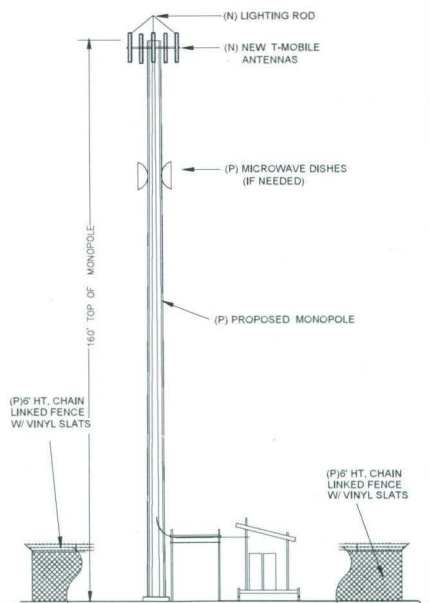 (N) LIGHTING ROD
(N) NEW T-MOBILE
ANTENNAS
(P) MICROWAVE DISHES
(IF NEEDED)
160' TOP OF MONOPOLE
(P) PROPOSED MONOPOLE
(P)6' HT, CHAIN
LINKED FENCE
W/ VINYL SLATS
(P)6' HT, CHAIN
LINKED FENCE
W/ VINYL SLATS